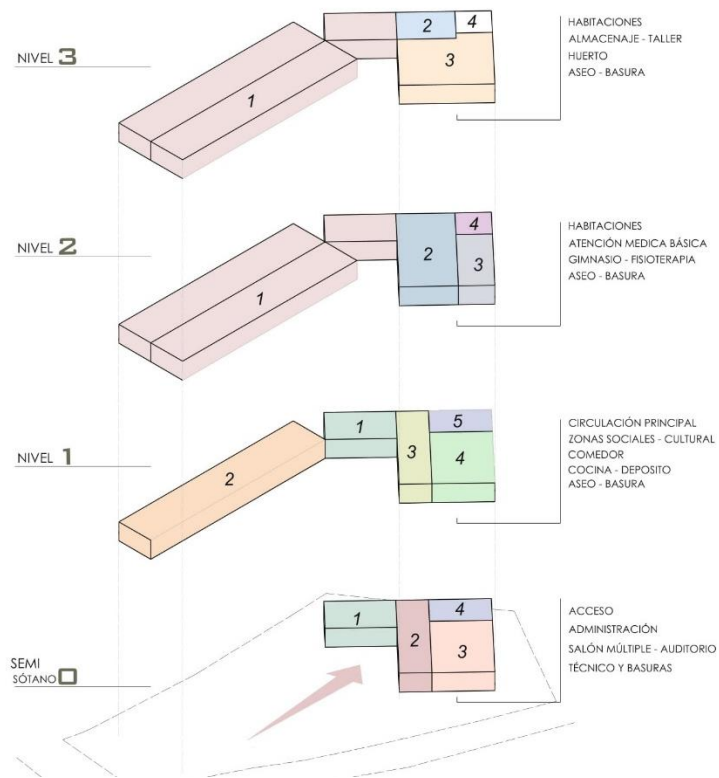 2
4
HABITACIONES
ALMACENAJE - TALLER
HUERTO
ASEO - BASURA
NIVEL 3
3
1
2
4
HABITACIONES
ATENCIÓN MEDICA BÁSICA
GIMNASIO - FISIOTERAPIA
ASEO - BASURA
NIVEL 2
3
1
1
5
CIRCULACIÓN PRINCIPAL
ZONAS SOCIALES - CULTURAL
COMEDOR
COCINA - DEPOSITO
ASEO - BASURA
NIVEL 1
3
4
2
1
2
4
3
ACCESO
ADMINISTRACIÓN
SALÓN MÚLTIPLE - AUDITORIO
TÉCNICO Y BASURAS
SEMI
SÓTANO 0